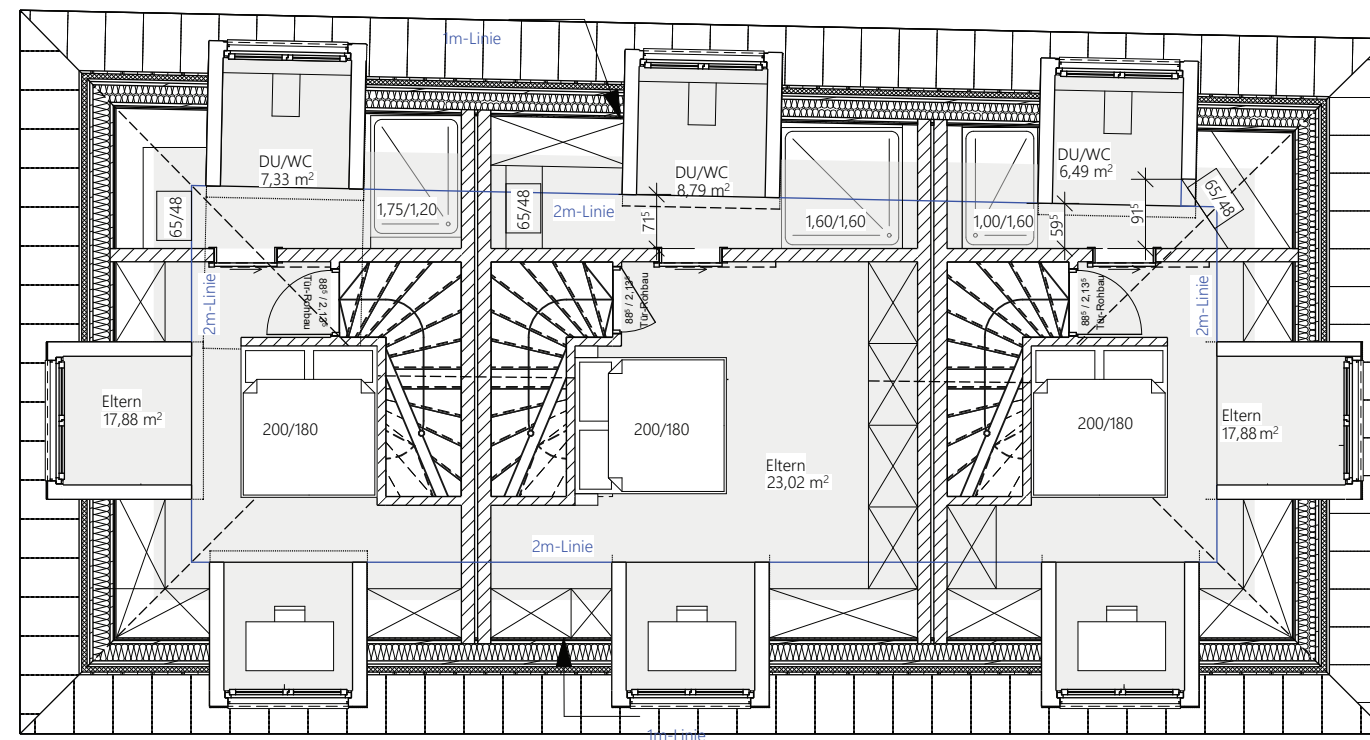 1m-Linie
DU/WC
7,33 m²
DU/WC
8,79 m²
DU/WC
6,49 m²
65/48
1,75/1,20
65/48
2m-Linie
71⁵
1,60/1,60
1,00/1,60
59⁵
91⁵
65/48
2m-Linie
88⁵ / 2,13⁵
Tür-Rohbau
88⁵ / 2,13⁵
Tür-Rohbau
88⁵ / 2,13⁵
Tür-Rohbau
2m-Linie
Eltern
17,88 m²
200/180
200/180
200/180
Eltern
17,88 m²
Eltern
23,02 m²
2m-Linie
1m-Linie